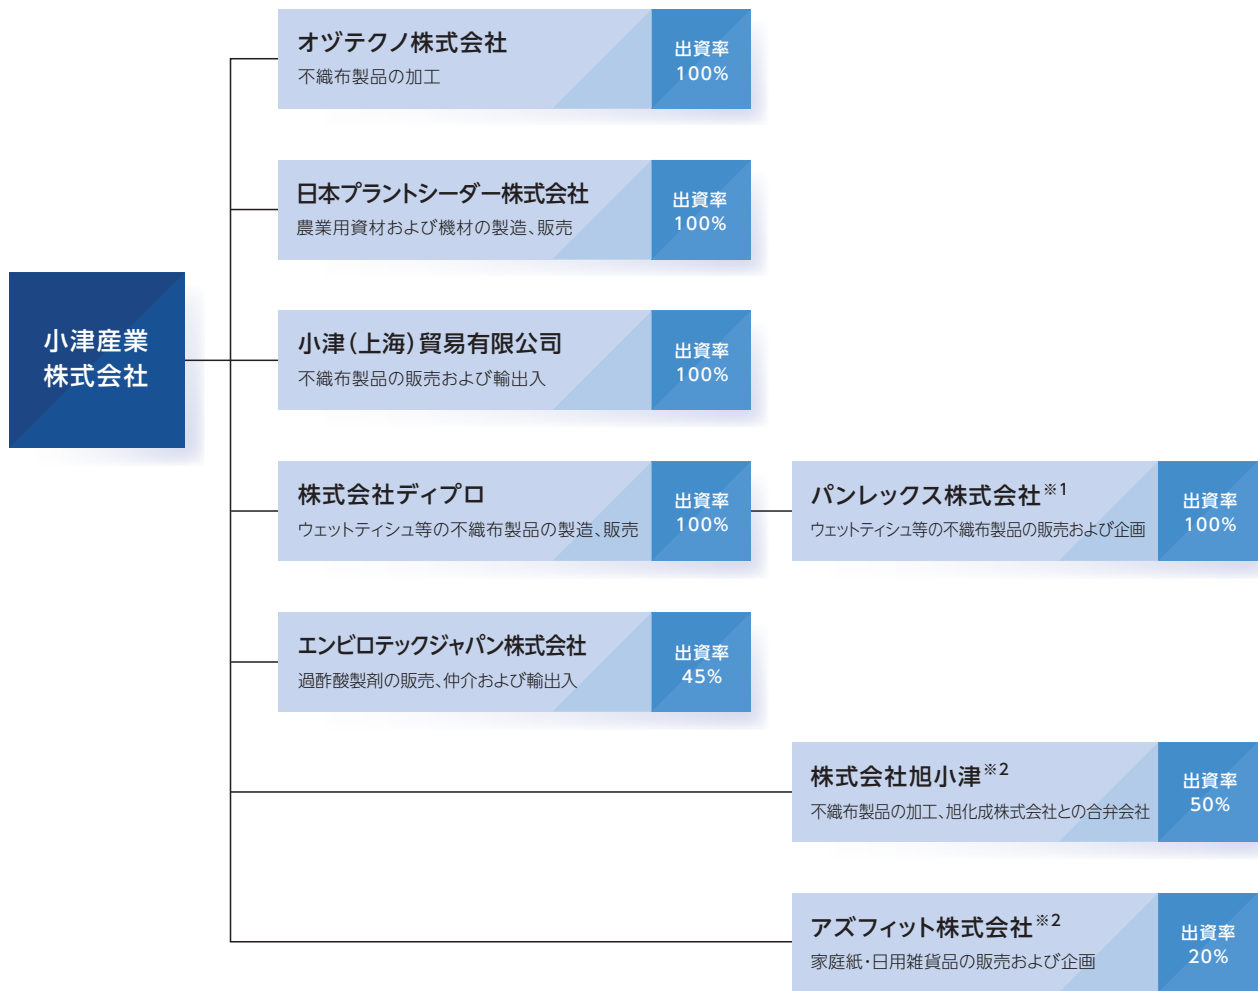 小津産業
株式会社
オヅテクノ株式会社
不織布製品の加工
出資率
100%
日本プラントシーダー株式会社
農業用資材および機材の製造、販売
出資率
100%
小津（上海）貿易有限公司
不織布製品の販売および輸出入
出資率
100%
株式会社ディプロ
ウェットティシュ等の不織布製品の製造、販売
出資率
100%
パンレックス株式会社※1
ウェットティシュ等の不織布製品の販売および企画
出資率
100%
エンビロテックジャパン株式会社
過酢酸製剤の販売、仲介および輸出入
出資率
45%
株式会社旭小津※2
不織布製品の加工、旭化成株式会社との合弁会社
出資率
50%
アズフィット株式会社※2
家庭紙・日用雑貨品の販売および企画
出資率
20%